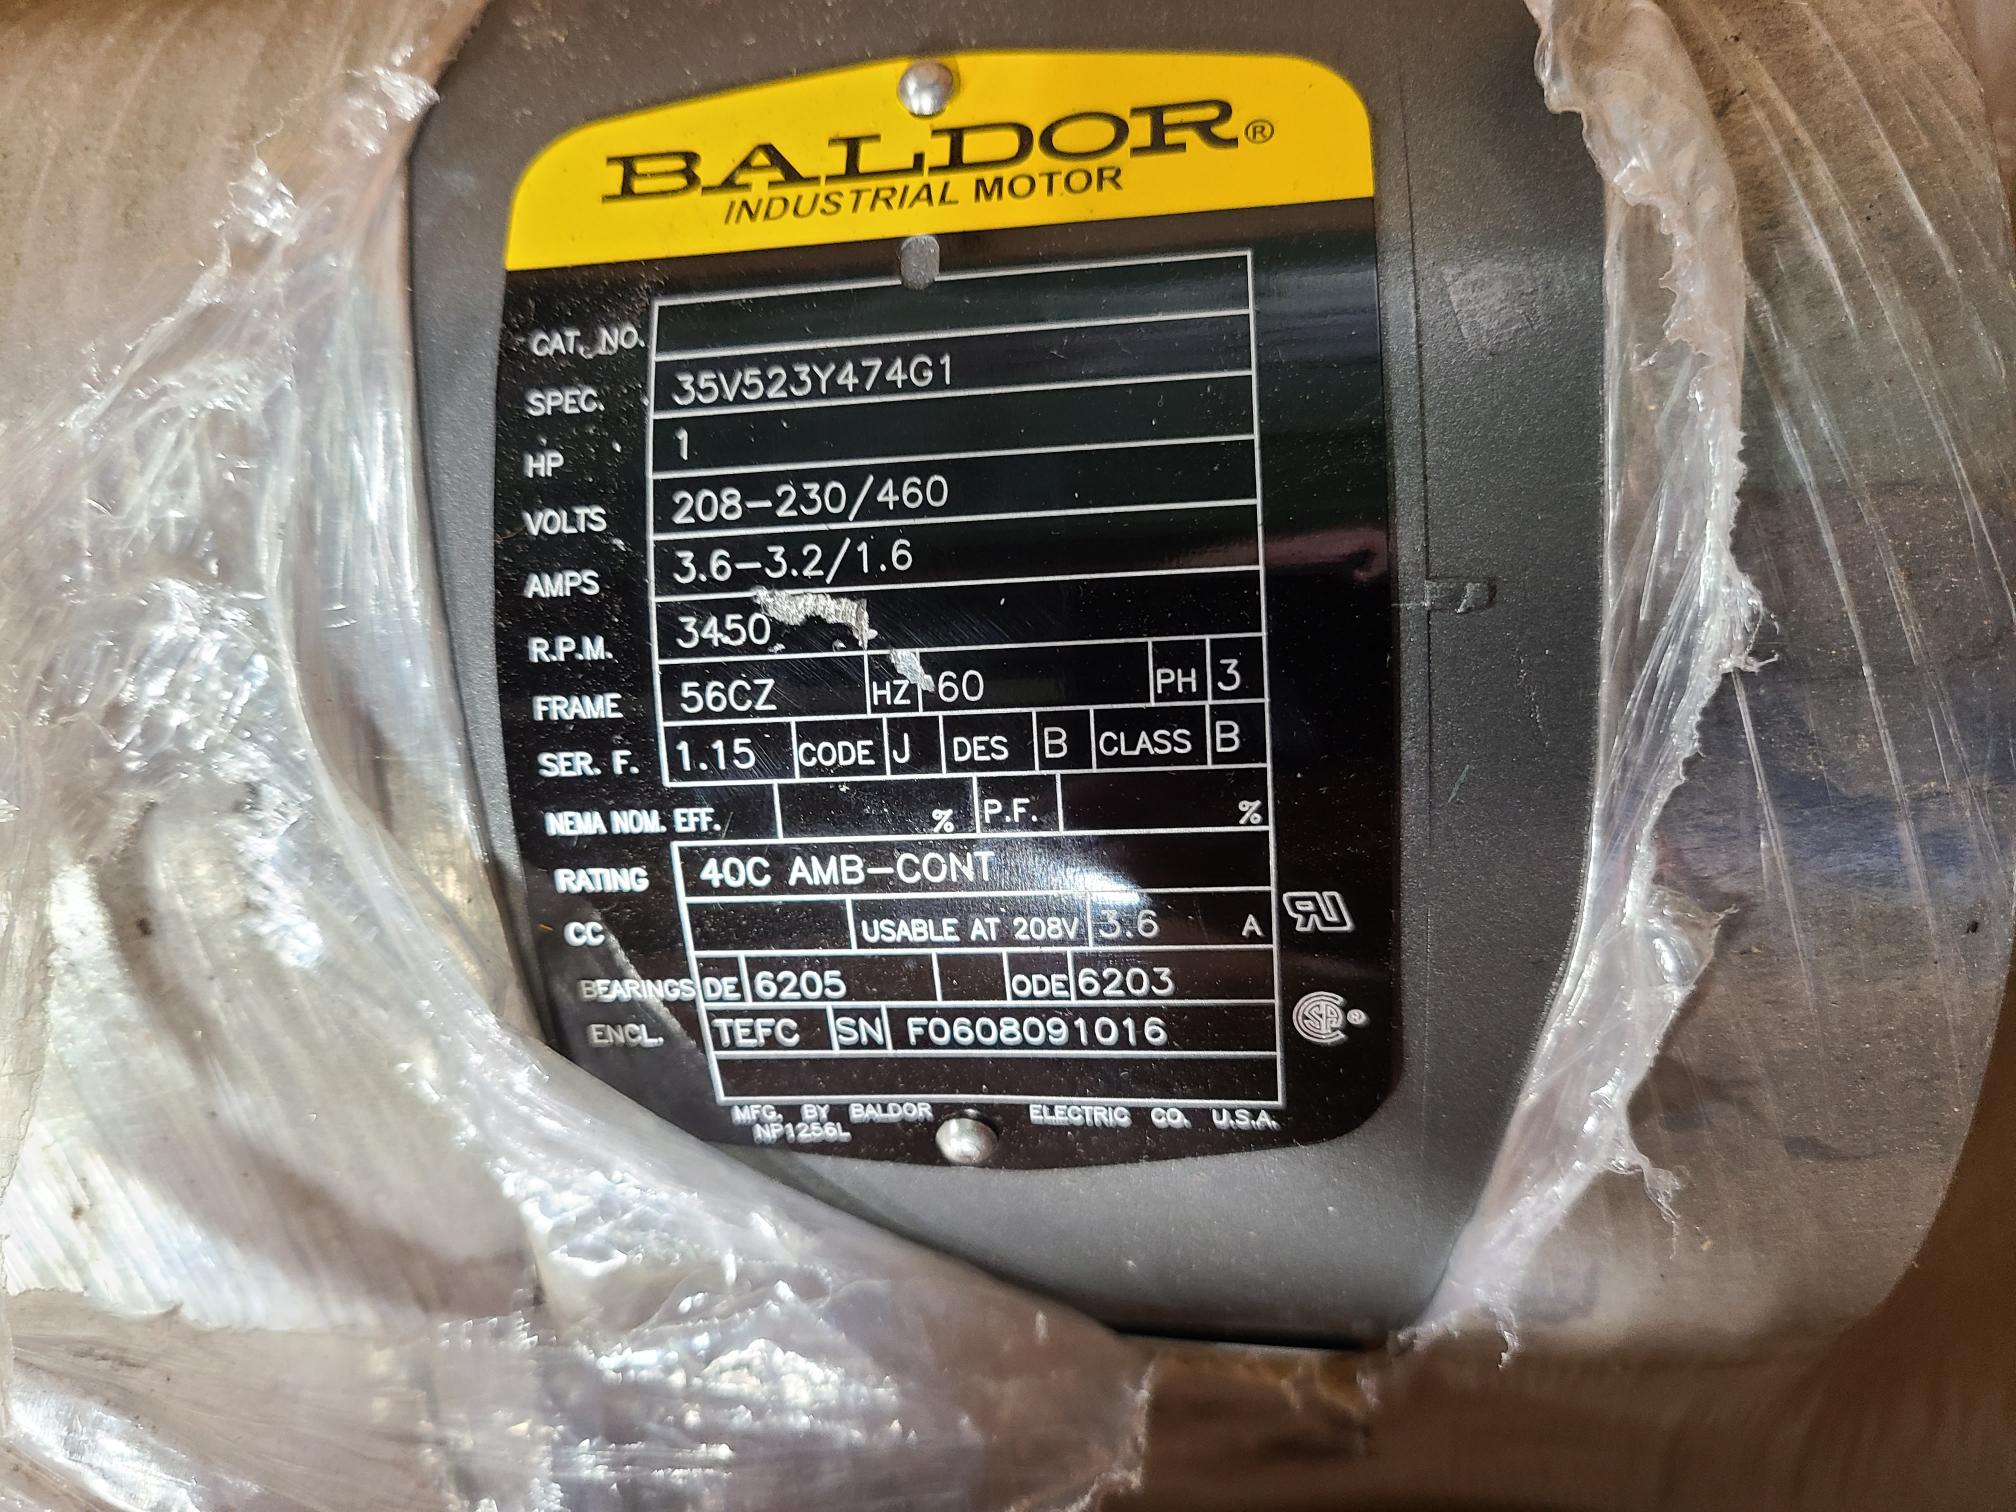 BALDOR®
INDUSTRIAL MOTOR
CAT. NO.
SPEC. 35V523Y474G1
HP 1
VOLTS 208-230/460
AMPS 3.6-3.2/1.6
R.P.M. 3450
FRAME 56CZ HZ 60 PH 3
SER. F. 1.15 CODE J DES B CLASS B
NEMA NOM. EFF. % P.F. %
RATING 40C AMB-CONT
CC USABLE AT 208V 3.6 A
BEARINGS DE 6205 ODE 6203
ENCL. TEFC SN F0608091016
MFG. BY BALDOR ELECTRIC CO. U.S.A.
NP1256L